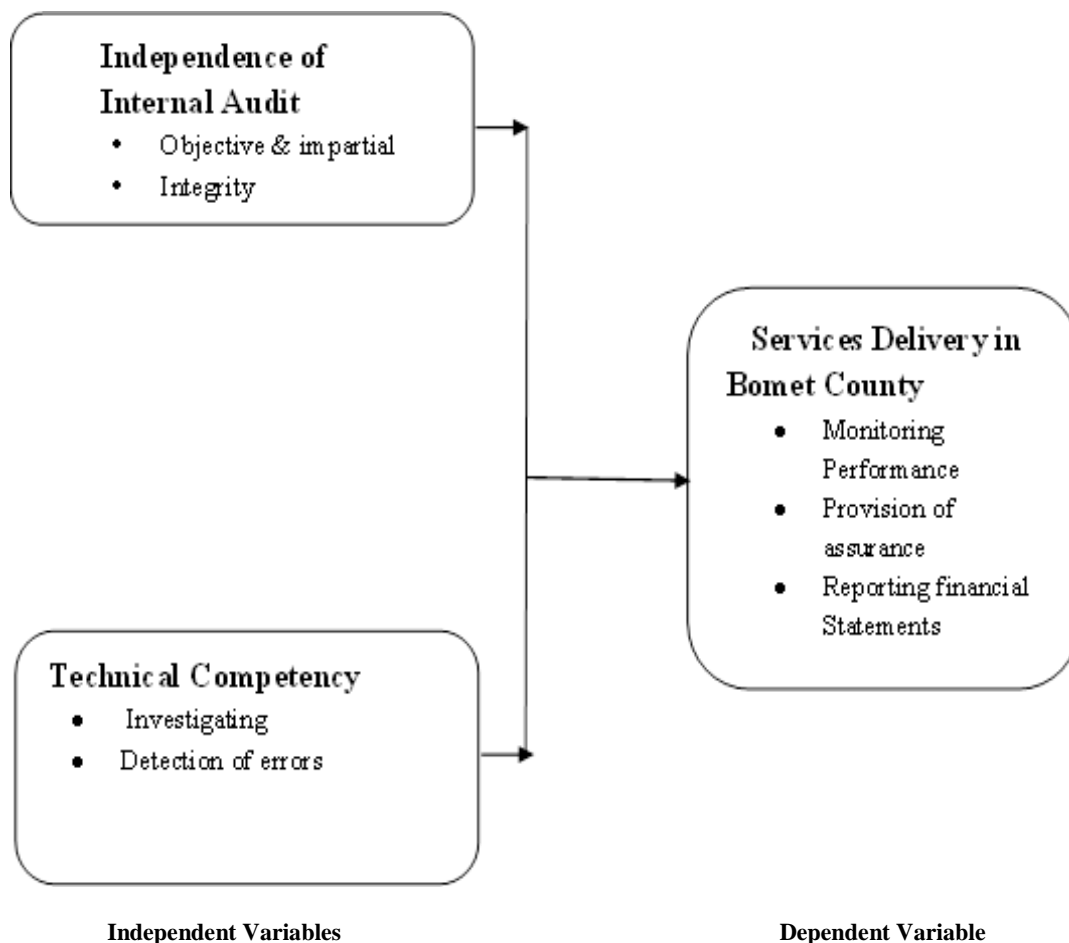 Independence of
Internal Audit
• Objective & impartial
• Integrity
Services Delivery in
Bomet County
● Monitoring
Performance
● Provision of
assurance
● Reporting financial
Statements
Technical Competency
● Investigating
● Detection of errors
Independent Variables
Dependent Variable